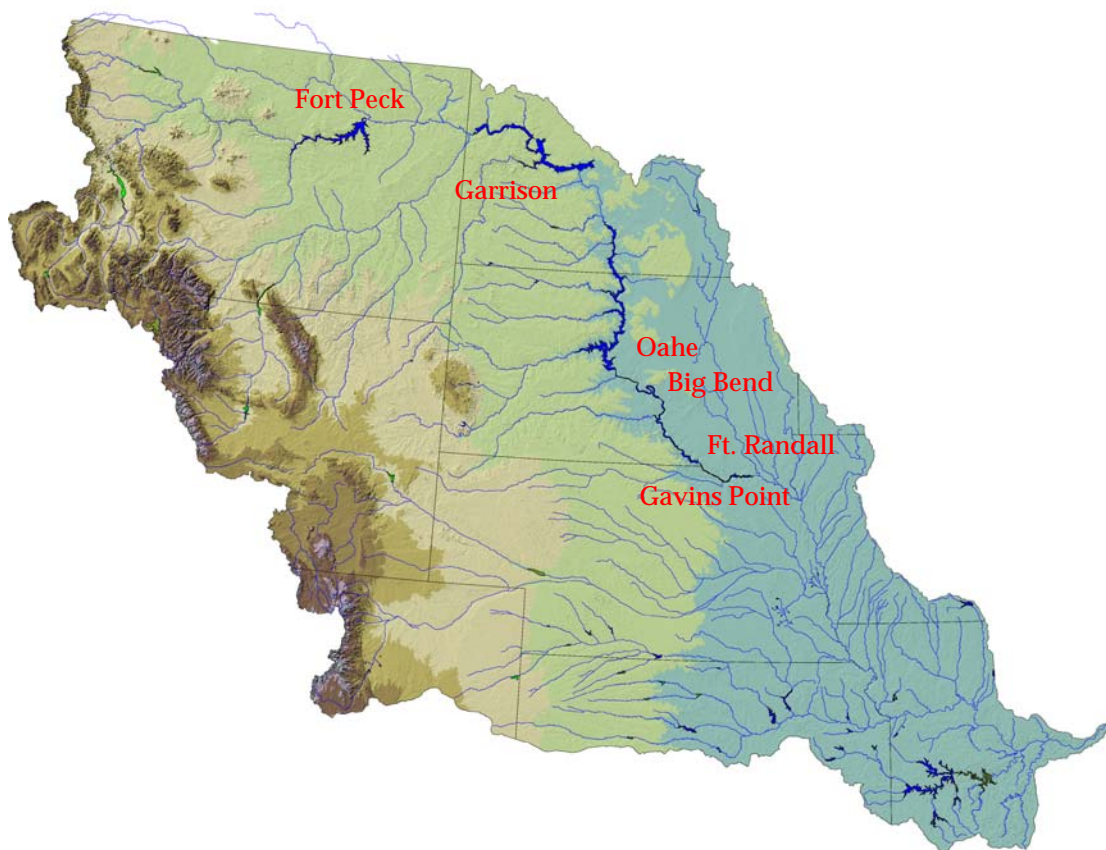 Fort Peck
Garrison
Oahe
Big Bend
Ft. Randall
Gavins Point